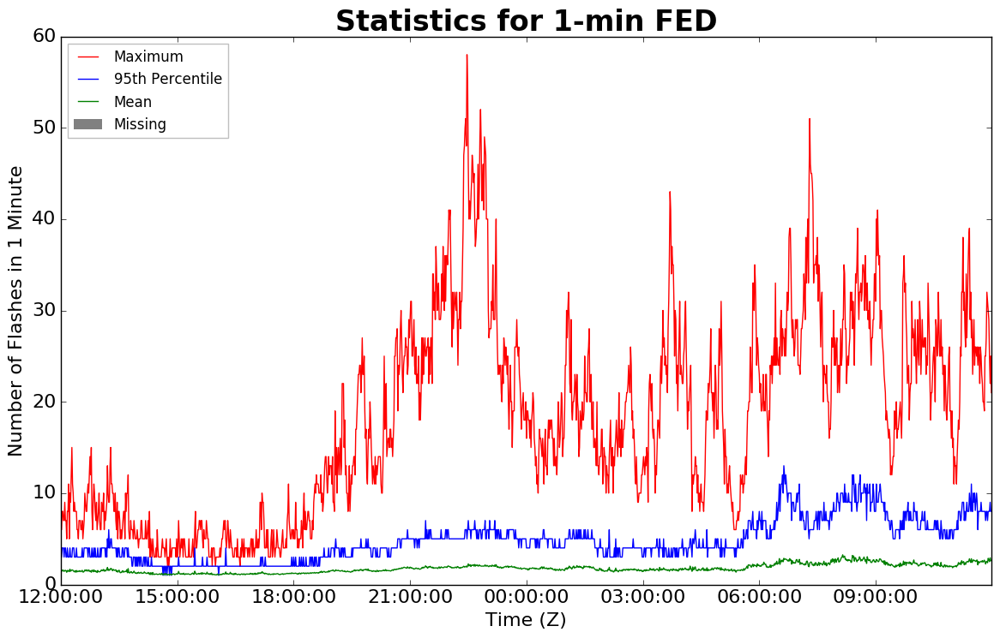 Statistics for 1-min FED
Maximum
95th Percentile
Mean
Missing
Number of Flashes in 1 Minute
60
50
40
30
20
10
0
12:00:00 15:00:00 18:00:00 21:00:00 00:00:00 03:00:00 06:00:00 09:00:00
Time (Z)